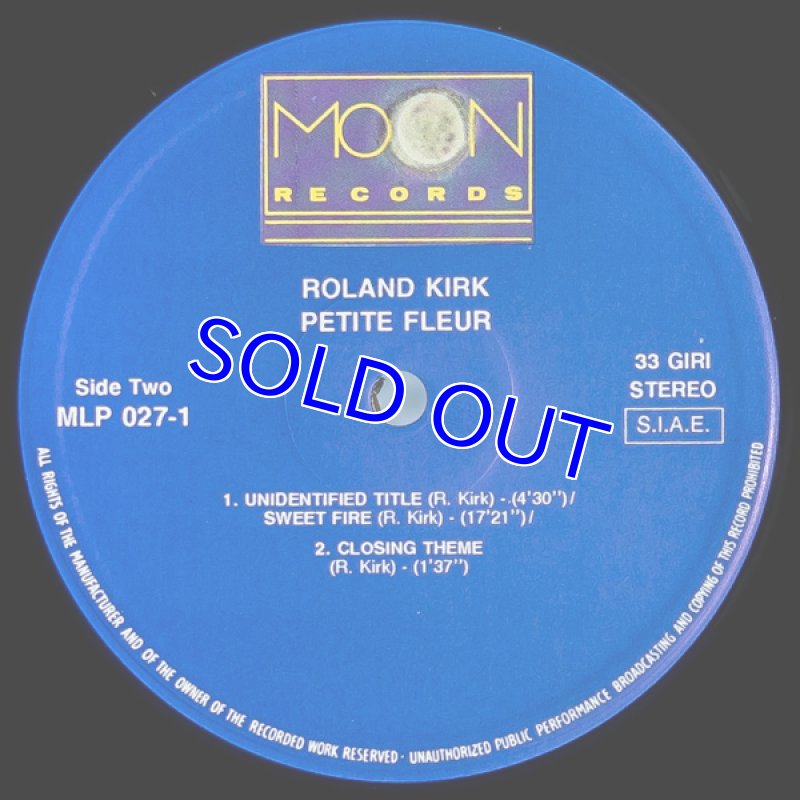 MOON
RECORDS
ROLAND KIRK
PETITE FLEUR
Side Two
MLP 027-1
33 GIRI
STEREO
S.I.A.E.
SOLD OUT
1. UNIDENTIFIED TITLE (R. Kirk) - (4'30")/
SWEET FIRE (R. Kirk) - (17'21")/
2. CLOSING THEME
(R. Kirk) - (1'37")
ALL RIGHTS OF THE MANUFACTURER AND OF THE OWNER OF THE RECORDED WORK RESERVED · UNAUTHORIZED PUBLIC PERFORMANCE BROADCASTING AND COPYING OF THIS RECORD PROHIBITED